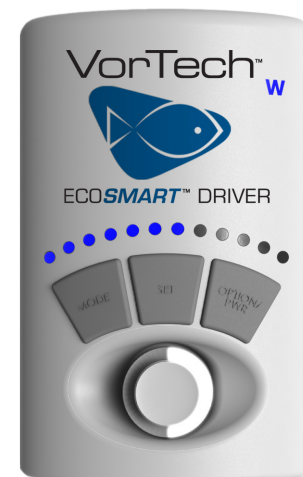 VorTech™
W
ECOSMART™ DRIVER
MODE
SET
OPTION/
PWR